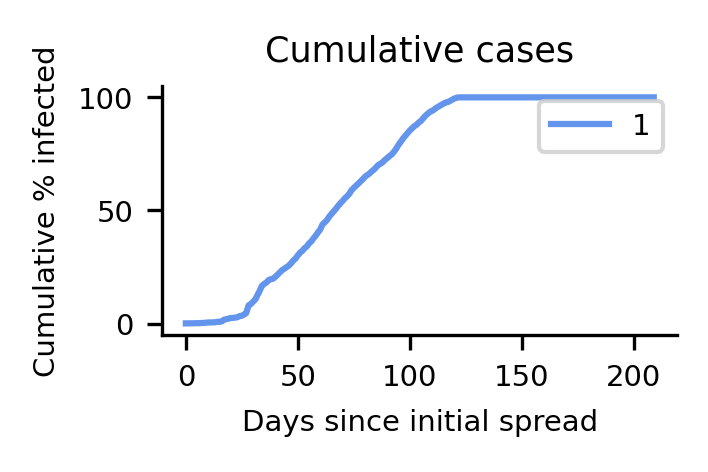 Cumulative cases
Cumulative % infected
100
50
0
1
0 50 100 150 200
Days since initial spread